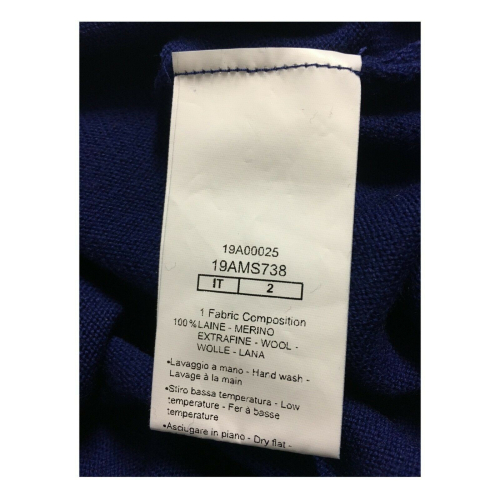 19A00025
19AMS738
IT 2
1 Fabric Composition
100%LAINE - MERINO
EXTRAFINE - WOOL -
WOLLE - LANA
•Lavaggio a mano - Hand wash -
Lavage à la main
•Stiro bassa temperatura - Low
temperature - Fer à basse
temperature
•Asciugare in piano - Dry flat -